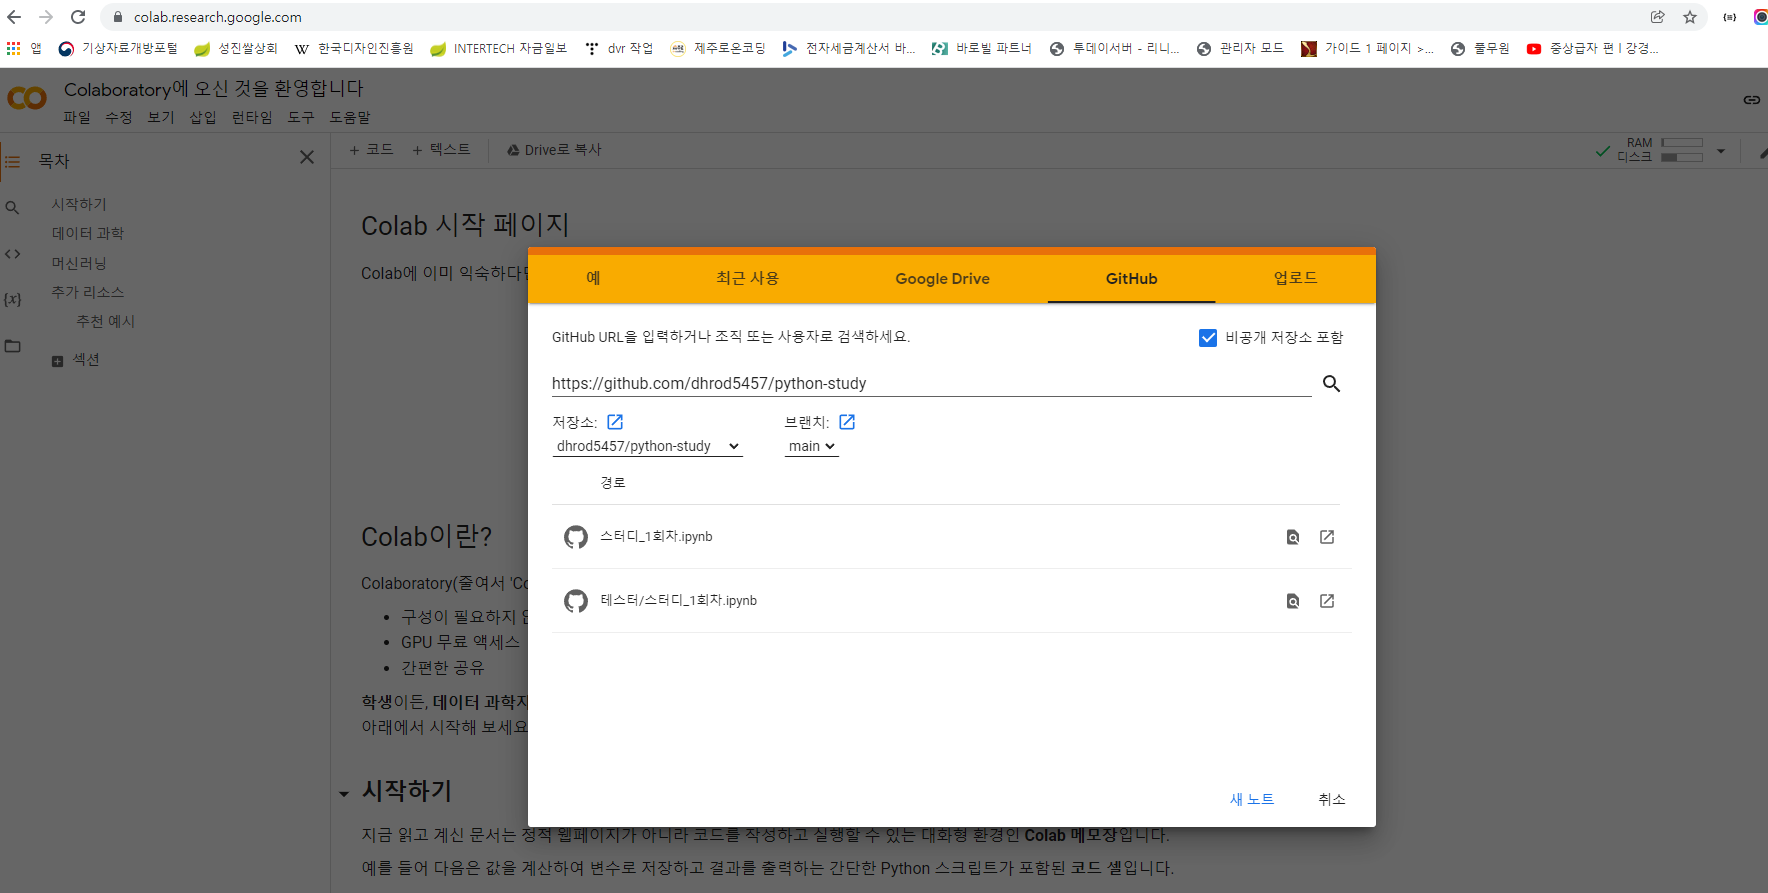 colab.research.google.com
앱 기상자료개방포털 성진쌀상회 한국디자인진흥원 INTERTECH 자금일보 dvr 작업 제주로온코딩 전자세금계산서 바... 바로빌 파트너 투데이서버 - 리니... 관리자 모드 가이드 1 페이지 >... 풀무원 중상급자 편 l 강경...
Colaboratory에 오신 것을 환영합니다
파일 수정 보기 삽입 런타임 도구 도움말
목차
+ 코드 + 텍스트 Drive로 복사
RAM
디스크
시작하기
데이터 과학
머신러닝
추가 리소스
추천 예시
섹션
Colab 시작 페이지
Colab에 이미 익숙하다면
예 최근 사용 Google Drive GitHub 업로드
GitHub URL을 입력하거나 조직 또는 사용자로 검색하세요.
비공개 저장소 포함
https://github.com/dhrod5457/python-study
저장소: 브랜치:
dhrod5457/python-study main
경로
스터디_1회차.ipynb
테스터/스터디_1회차.ipynb
새 노트 취소
Colab이란?
Colaboratory(줄여서 'Co
구성이 필요하지 않
GPU 무료 액세스
간편한 공유
학생이든, 데이터 과학자
아래에서 시작해 보세요
시작하기
지금 읽고 계신 문서는 정적 웹페이지가 아니라 코드를 작성하고 실행할 수 있는 대화형 환경인 Colab 메모장입니다.
예를 들어 다음은 값을 계산하여 변수로 저장하고 결과를 출력하는 간단한 Python 스크립트가 포함된 코드 셀입니다.